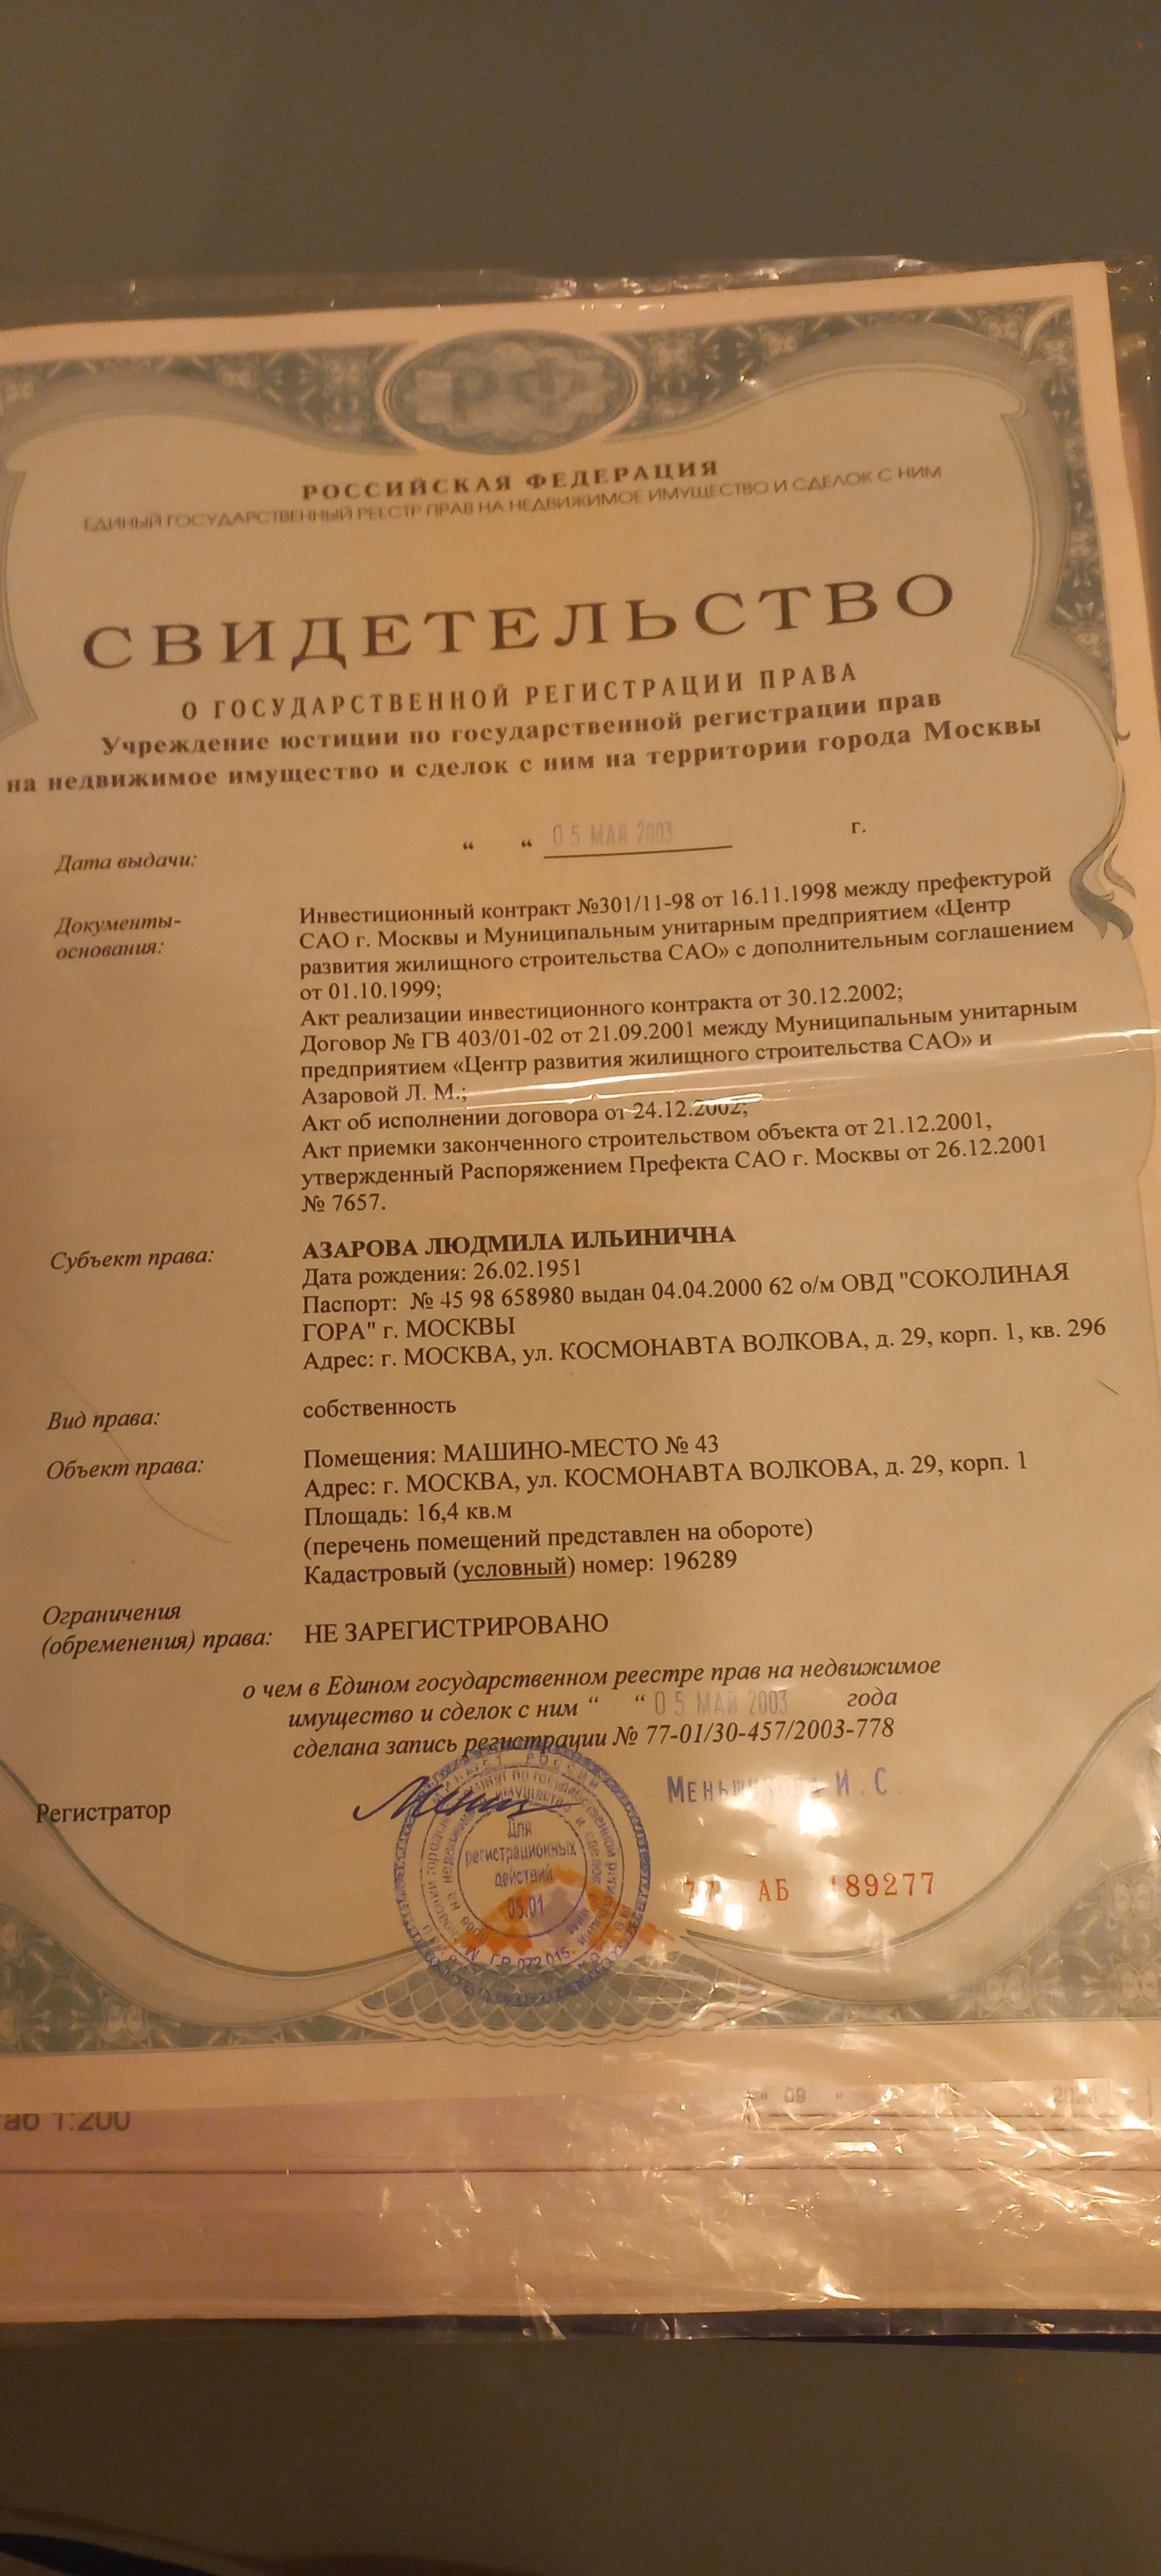 РФ
РОССИЙСКАЯ ФЕДЕРАЦИЯ
ЕДИНЫЙ ГОСУДАРСТВЕННЫЙ РЕЕСТР ПРАВ НА НЕДВИЖИМОЕ ИМУЩЕСТВО И СДЕЛОК С НИМ
СВИДЕТЕЛЬСТВО
О ГОСУДАРСТВЕННОЙ РЕГИСТРАЦИИ ПРАВА
Учреждение юстиции по государственной регистрации прав
на недвижимое имущество и сделок с ним на территории города Москвы
Дата выдачи: “ “ 05 МАЙ 2003 г.
Документы-основания: Инвестиционный контракт №301/11-98 от 16.11.1998 между префектурой
САО г. Москвы и Муниципальным унитарным предприятием «Центр
развития жилищного строительства САО» с дополнительным соглашением
от 01.10.1999;
Акт реализации инвестиционного контракта от 30.12.2002;
Договор № ГВ 403/01-02 от 21.09.2001 между Муниципальным унитарным
предприятием «Центр развития жилищного строительства САО» и
Азаровой Л. М.;
Акт об исполнении договора от 24.12.2002;
Акт приемки законченного строительством объекта от 21.12.2001,
утвержденный Распоряжением Префекта САО г. Москвы от 26.12.2001
№ 7657.
Субъект права: АЗАРОВА ЛЮДМИЛА ИЛЬИНИЧНА
Дата рождения: 26.02.1951
Паспорт: № 45 98 658980 выдан 04.04.2000 62 о/м ОВД "СОКОЛИНАЯ
ГОРА" г. МОСКВЫ
Адрес: г. МОСКВА, ул. КОСМОНАВТА ВОЛКОВА, д. 29, корп. 1, кв. 296
Вид права: собственность
Объект права: Помещения: МАШИНО-МЕСТО № 43
Адрес: г. МОСКВА, ул. КОСМОНАВТА ВОЛКОВА, д. 29, корп. 1
Площадь: 16,4 кв.м
(перечень помещений представлен на обороте)
Кадастровый (условный) номер: 196289
Ограничения
(обременения) права: НЕ ЗАРЕГИСТРИРОВАНО
о чем в Едином государственном реестре прав на недвижимое
имущество и сделок с ним “ “ 05 МАЙ 2003 года
сделана запись регистрации № 77-01/30-457/2003-778
Регистратор И. С.
Для
регистрационных
действий
05.01
77 АБ 189277
1:200
09